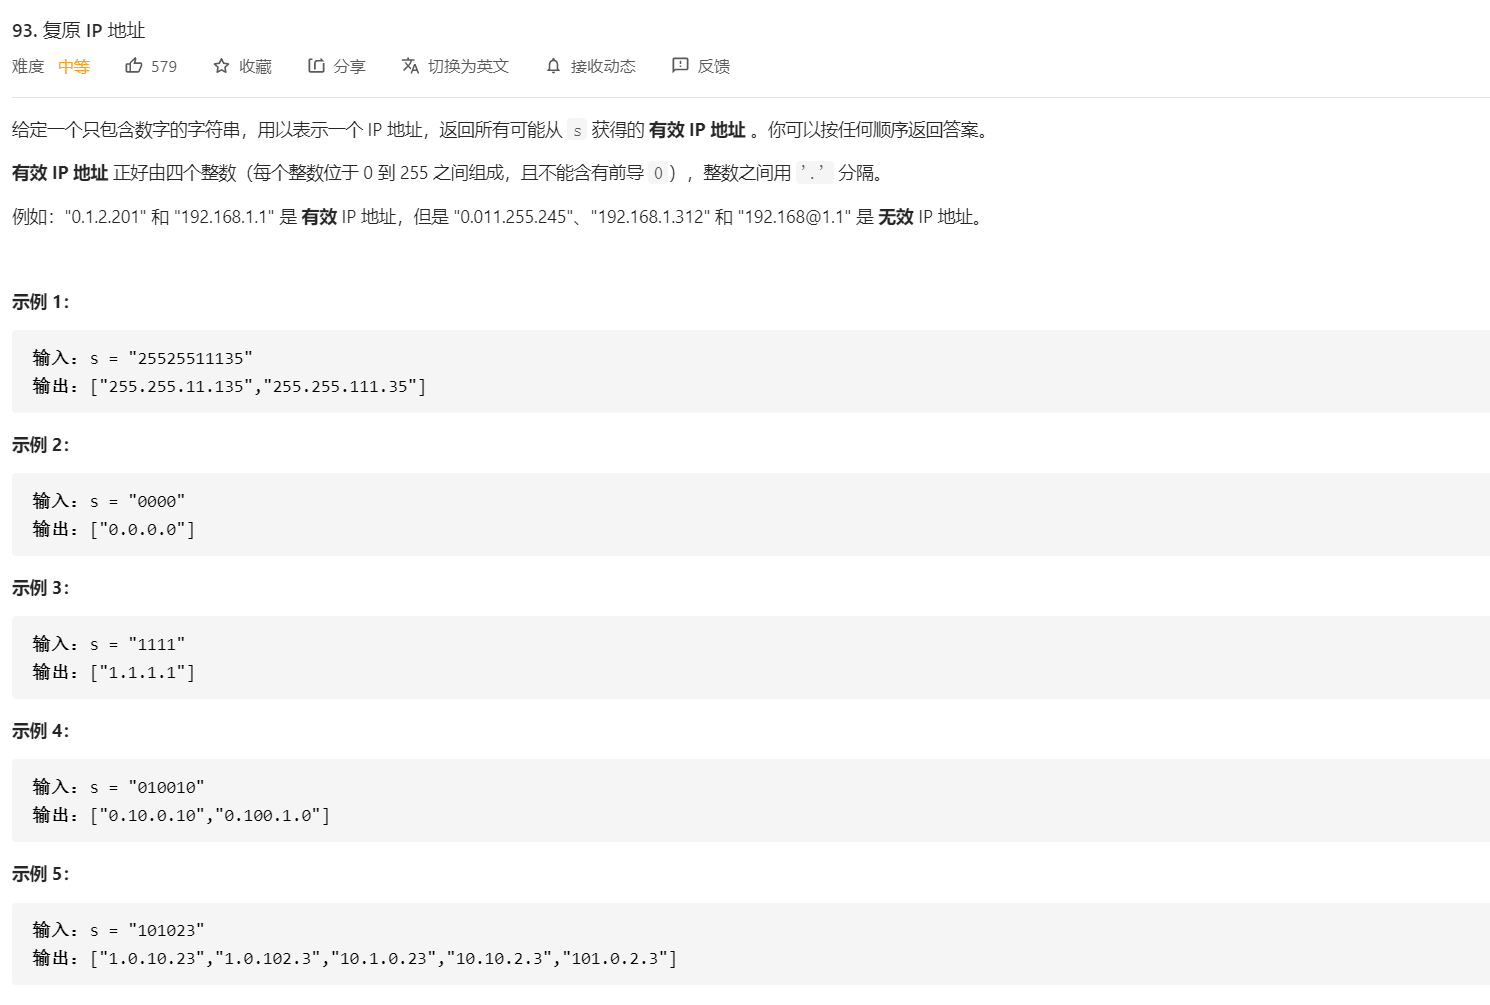 93. 复原 IP 地址
难度 中等 579 收藏 分享 切换为英文 接收动态 反馈
给定一个只包含数字的字符串，用以表示一个 IP 地址，返回所有可能从 s 获得的 有效 IP 地址 。你可以按任何顺序返回答案。
有效 IP 地址 正好由四个整数（每个整数位于 0 到 255 之间组成，且不能含有前导 0），整数之间用 '.' 分隔。
例如："0.1.2.201" 和 "192.168.1.1" 是 有效 IP 地址，但是 "0.011.255.245"、"192.168.1.312" 和 "192.168@1.1" 是 无效 IP 地址。
示例 1：
输入：s = "25525511135"
输出：["255.255.11.135","255.255.111.35"]
示例 2：
输入：s = "0000"
输出：["0.0.0.0"]
示例 3：
输入：s = "1111"
输出：["1.1.1.1"]
示例 4：
输入：s = "010010"
输出：["0.10.0.10","0.100.1.0"]
示例 5：
输入：s = "101023"
输出：["1.0.10.23","1.0.102.3","10.1.0.23","10.10.2.3","101.0.2.3"]